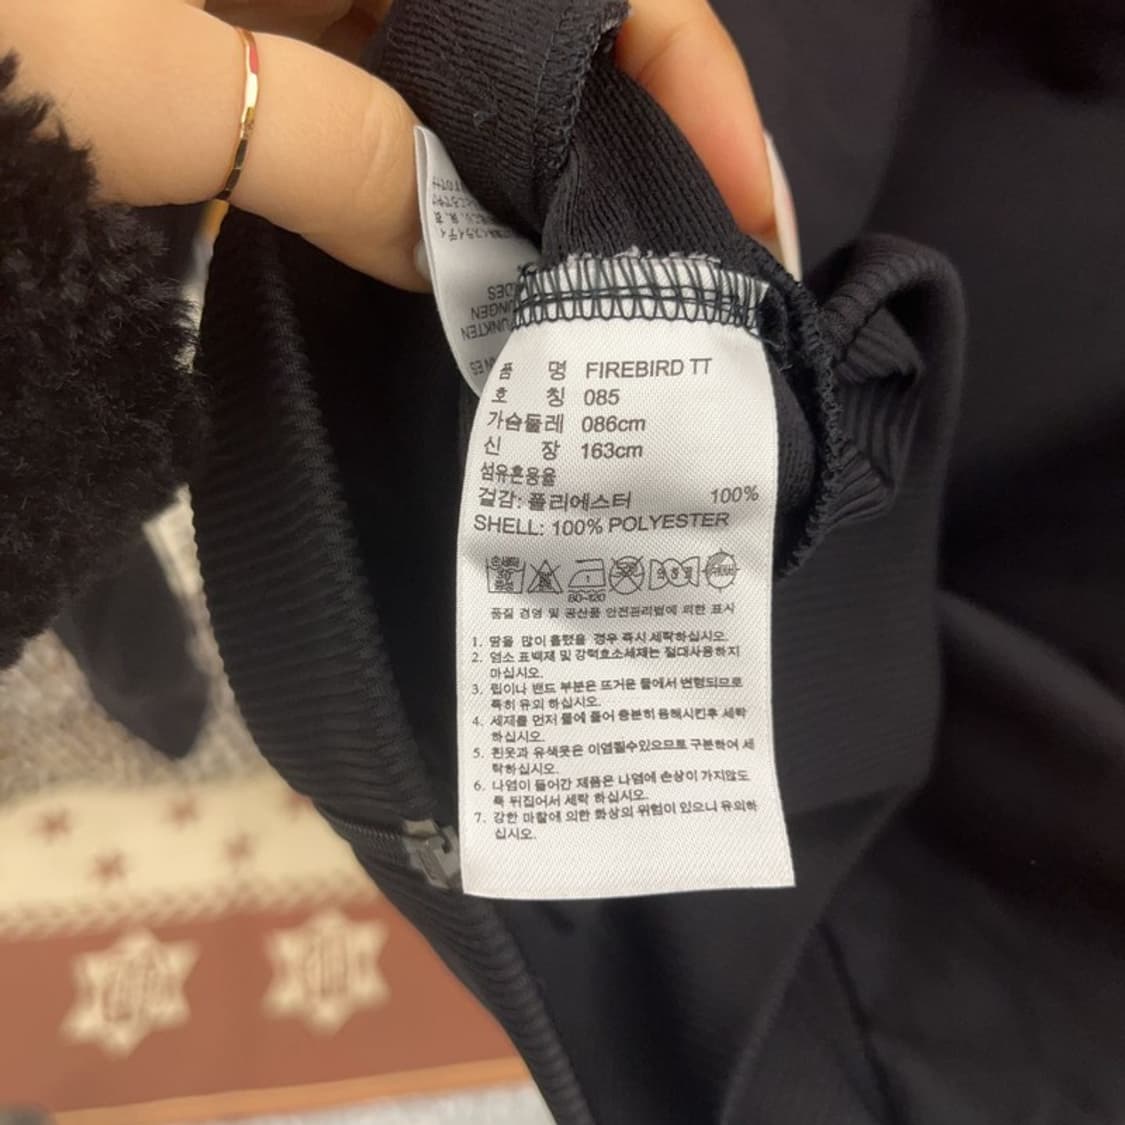 품 명 FIREBIRD TT
호 칭 085
가슴둘레 086cm
신 장 163cm
섬유혼용율
겉감: 폴리에스터 100%
SHELL: 100% POLYESTER
80~120
품질 경영 및 공산품 안전관리법에 의한 표시
1. 땀을 많이 흘렸을 경우 즉시 세탁하십시오.
2. 염소 표백제 및 강력효소세제는 절대사용하지
마십시오.
3. 립이나 밴드 부분은 뜨거운 물에서 변형되므로
특히 유의 하십시오.
4. 세제를 먼저 물에 풀어 충분히 용해시킨후 세탁
하십시오.
5. 흰옷과 유색옷은 이염될수있으므로 구분하여 세
탁하십시오.
6. 나염이 들어간 제품은 나염에 손상이 가지않도
록 뒤집어서 세탁 하십시오.
7. 강한 마찰에 의한 화상의 위험이 있으니 유의하
십시오.